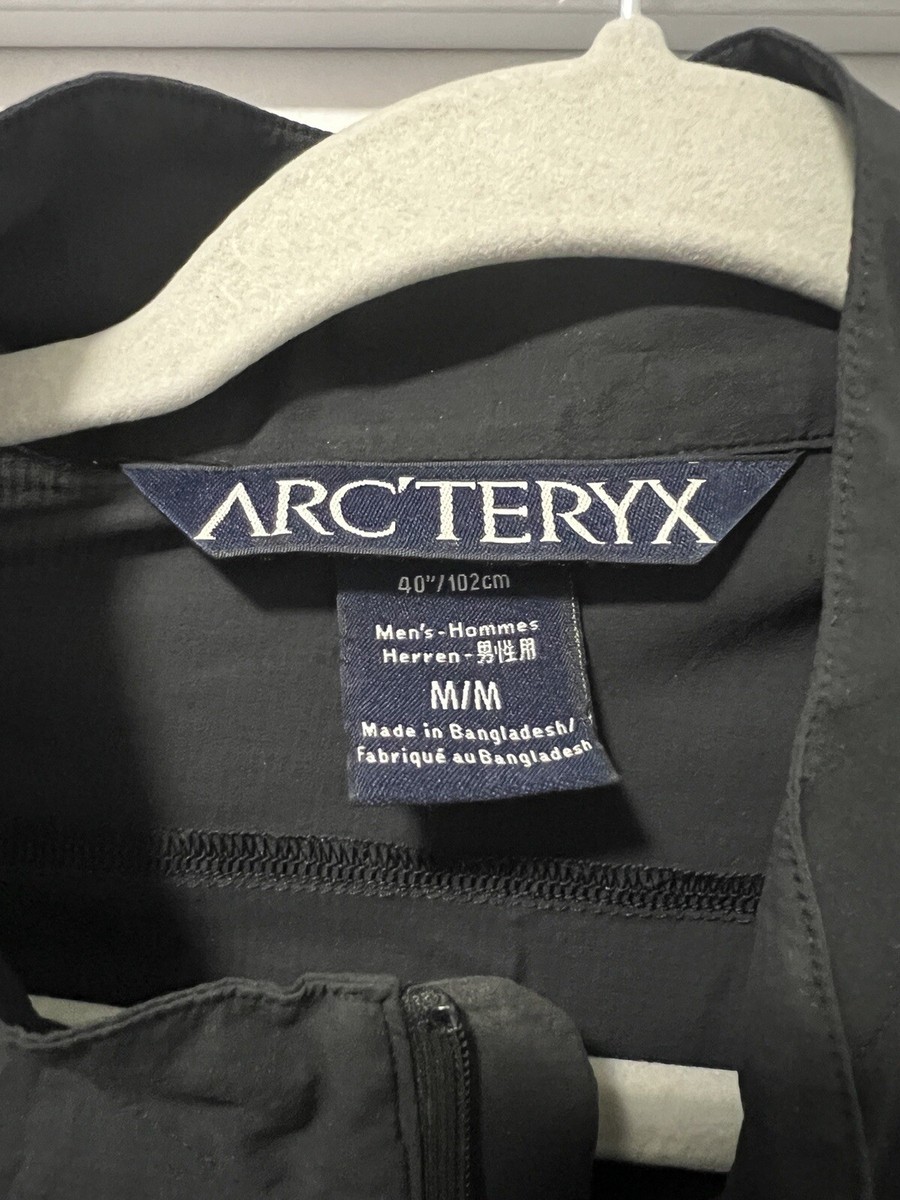 ARC'TERYX
40"/102cm
Men's-Hommes
Herren-男性用
M/M
Made in Bangladesh/
Fabriqué au Bangladesh